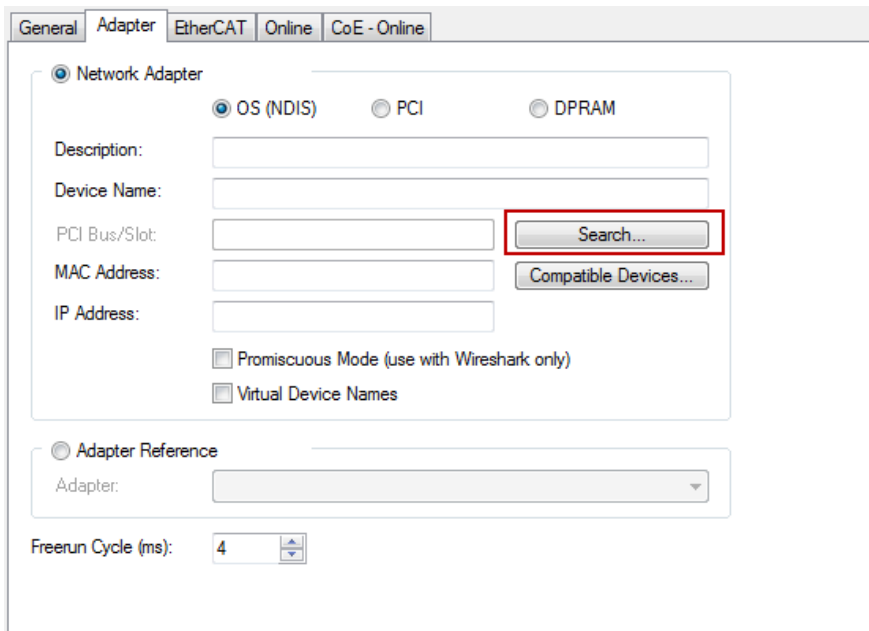 General Adapter EtherCAT Online CoE - Online
Network Adapter
OS (NDIS) PCI DPRAM
Description:
Device Name:
PCI Bus/Slot: Search...
MAC Address: Compatible Devices...
IP Address:
Promiscuous Mode (use with Wireshark only)
Virtual Device Names
Adapter Reference
Adapter:
Freerun Cycle (ms): 4